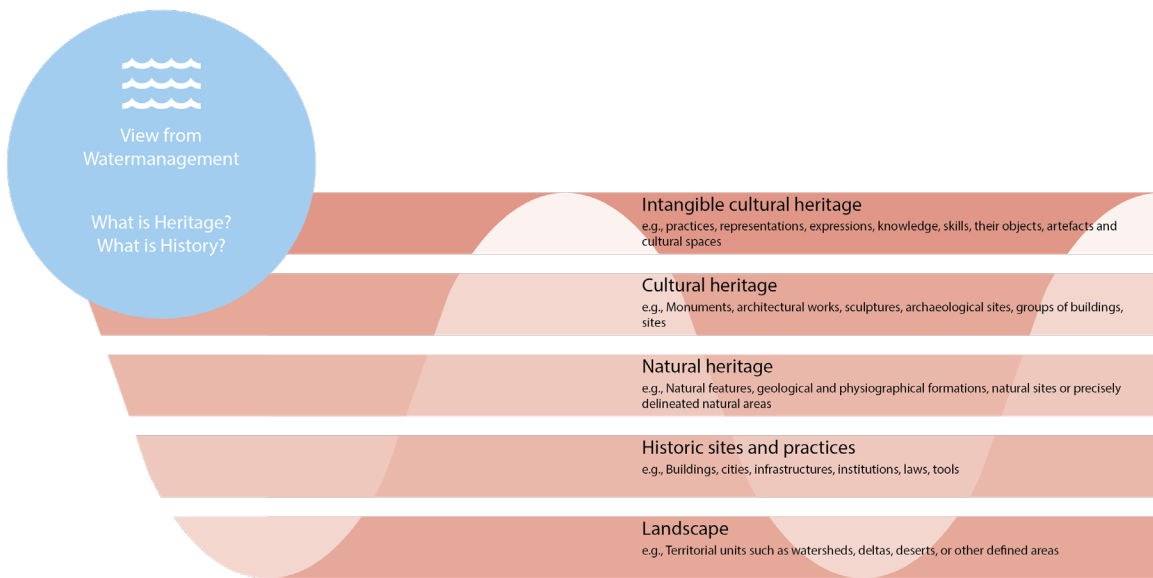 View from
Watermanagement
What is Heritage?
What is History?
Intangible cultural heritage
e.g., practices, representations, expressions, knowledge, skills, their objects, artefacts and
cultural spaces
Cultural heritage
e.g., Monuments, architectural works, sculptures, archaeological sites, groups of buildings,
sites
Natural heritage
e.g., Natural features, geological and physiographical formations, natural sites or precisely
delineated natural areas
Historic sites and practices
e.g., Buildings, cities, infrastructures, institutions, laws, tools
Landscape
e.g., Territorial units such as watersheds, deltas, deserts, or other defined areas